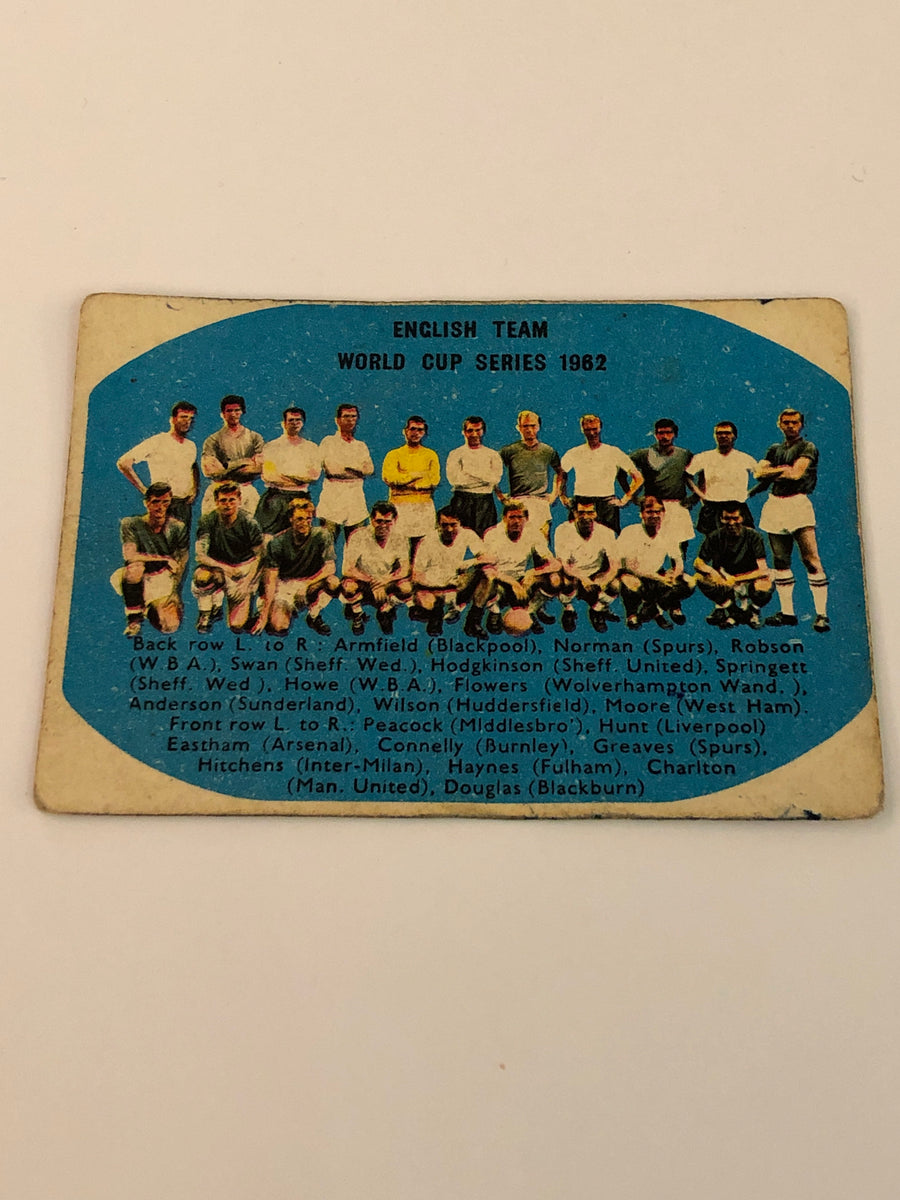 ENGLISH TEAM
WORLD CUP SERIES 1962
Back row L. to R : Armfield (Blackpool), Norman (Spurs), Robson
(W.B A.), Swan (Sheff. Wed.), Hodgkinson (Sheff. United), Springett
(Sheff. Wed ), Howe (W.B.A.), Flowers (Wolverhampton Wand. ),
Anderson (Sunderland), Wilson (Huddersfield), Moore (West Ham).
Front row L. to R.: Peacock (MIddlesbro'), Hunt (Liverpool)
Eastham (Arsenal), Connelly (Burnley), Greaves (Spurs),
Hitchens (Inter-Milan), Haynes (Fulham), Charlton
(Man. United), Douglas (Blackburn)